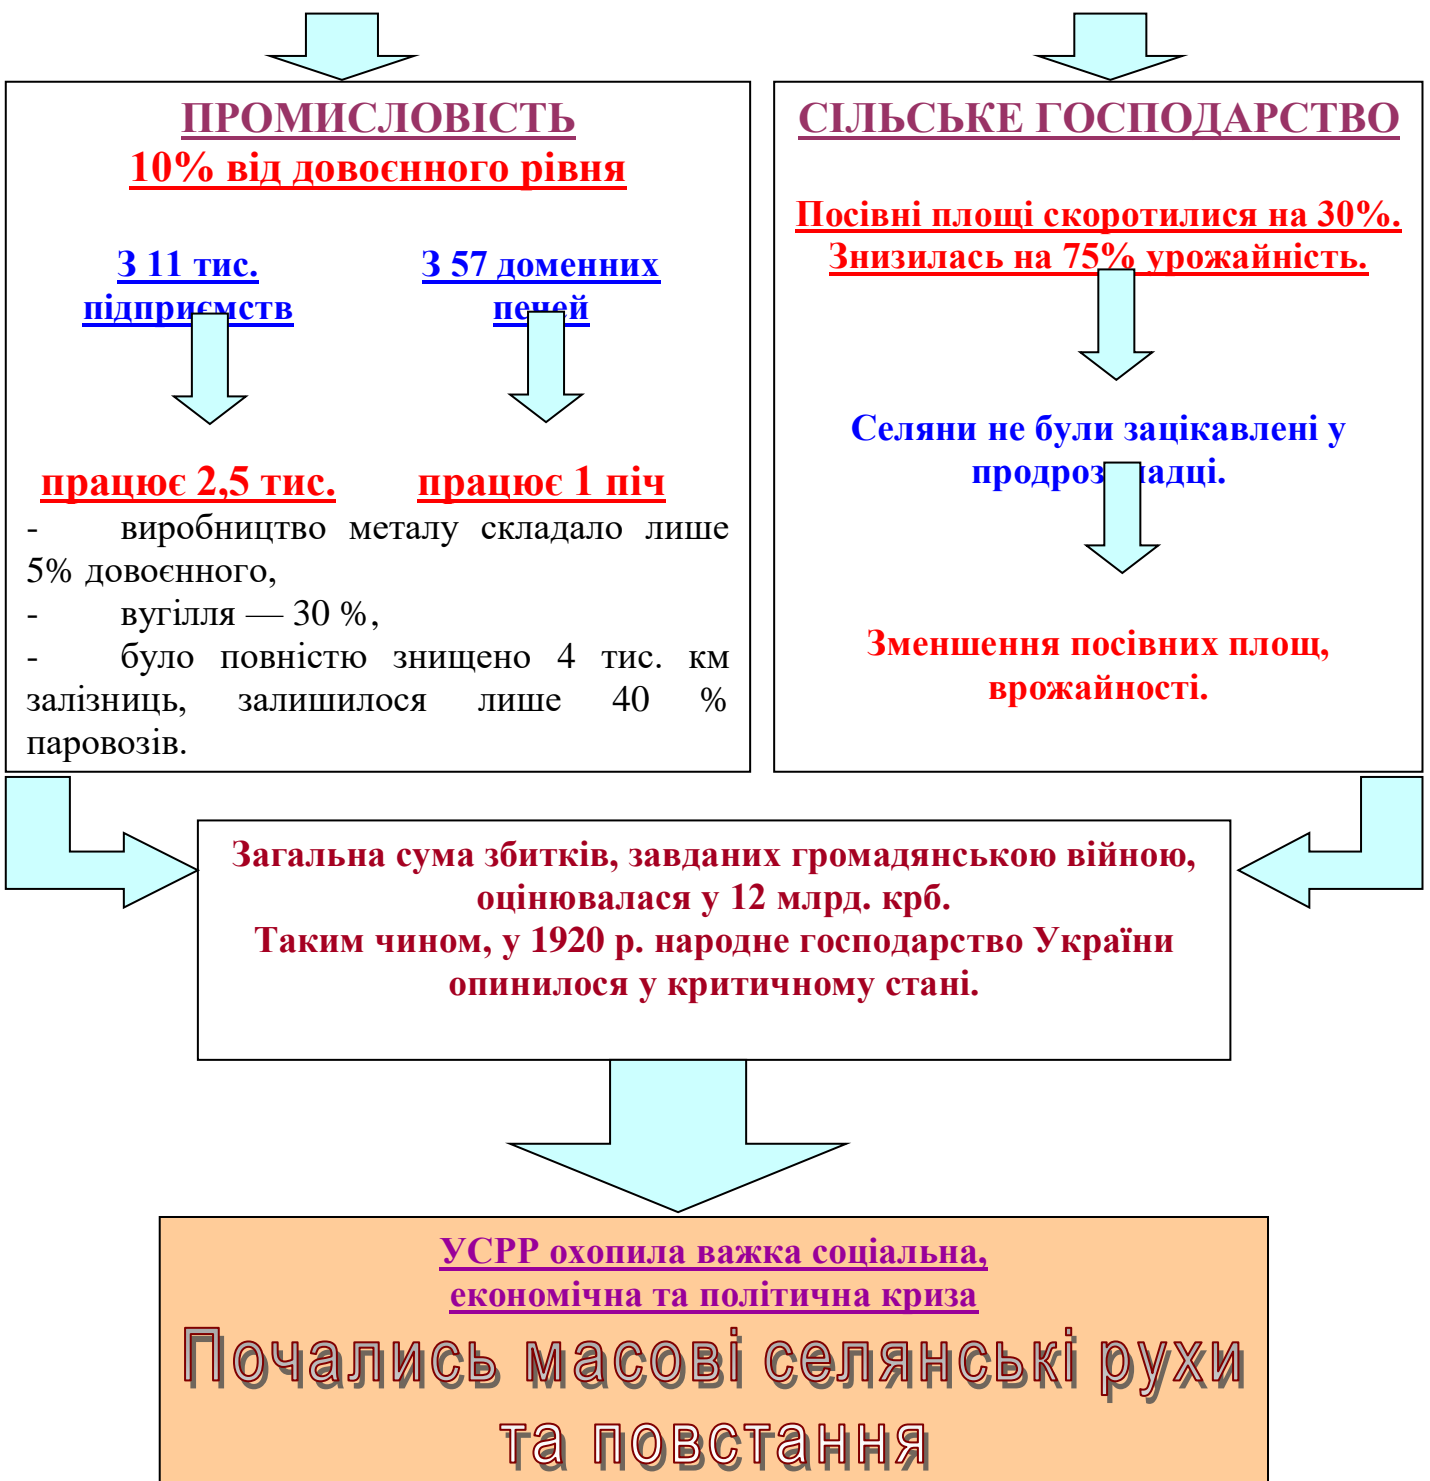 ПРОМИСЛОВІСТЬ
10% від довоєнного рівня
З 11 тис.
підприємств
З 57 доменних
печей
працює 2,5 тис.
працює 1 піч
- виробництво металу складало лише
5% довоєнного,
- вугілля — 30 %,
- було повністю знищено 4 тис. км
залізниць, залишилося лише 40 %
паровозів.
СІЛЬСЬКЕ ГОСПОДАРСТВО
Посівні площі скоротилися на 30%.
Знизилась на 75% урожайність.
Селяни не були зацікавлені у
продрозкладці.
Зменшення посівних площ,
врожайності.
Загальна сума збитків, завданих громадянською війною,
оцінювалася у 12 млрд. крб.
Таким чином, у 1920 р. народне господарство України
опинилося у критичному стані.
УСРР охопила важка соціальна,
економічна та політична криза
Почались масові селянські рухи
та повстання